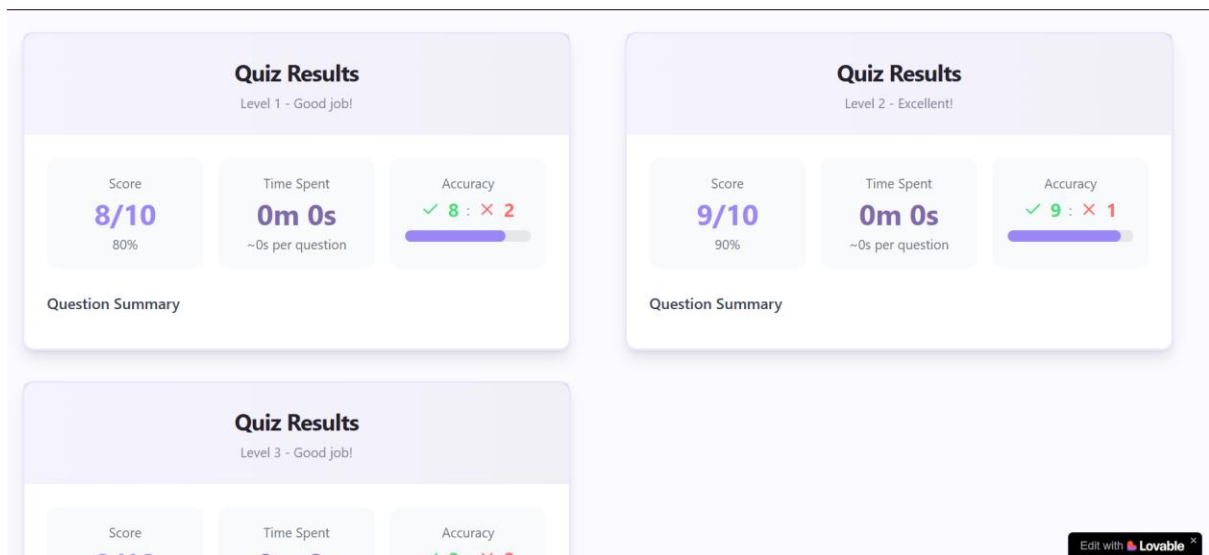 Quiz Results
Level 1 - Good job!
Score
8/10
80%
Time Spent
0m 0s
~0s per question
Accuracy
✓ 8 : ✕ 2
Question Summary
Quiz Results
Level 2 - Excellent!
Score
9/10
90%
Time Spent
0m 0s
~0s per question
Accuracy
✓ 9 : ✕ 1
Question Summary
Quiz Results
Level 3 - Good job!
Score
Time Spent
Accuracy
Edit with Lovable ×